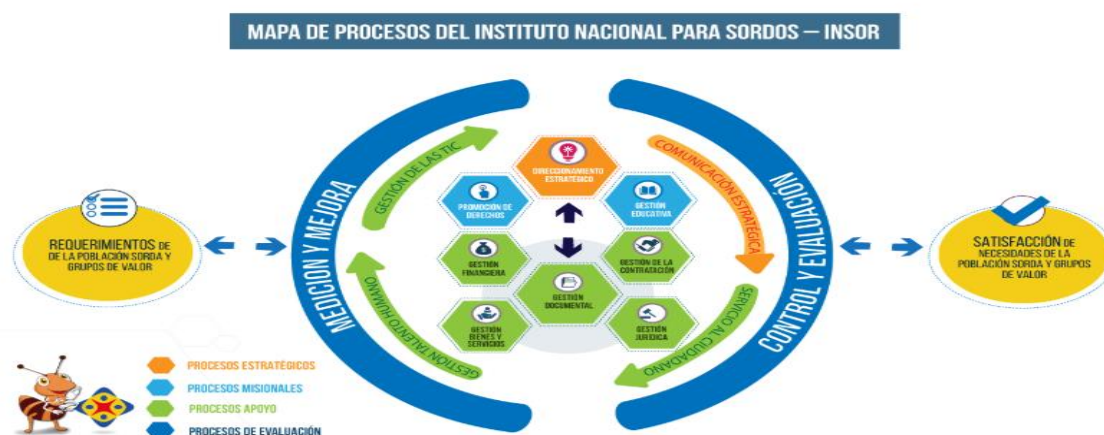 MAPA DE PROCESOS DEL INSTITUTO NACIONAL PARA SORDOS – INSOR
REQUERIMIENTOS DE
DE LA POBLACIÓN SORDA Y
GRUPOS DE VALOR
MEDICION Y MEJORA
GESTIÓN DE LAS TIC
GESTIÓN TALENTO HUMANO
DIRECCIONAMIENTO
ESTRATÉGICO
PROMOCIÓN DE
DERECHOS
GESTIÓN
EDUCATIVA
GESTIÓN
FINANCIERA
GESTIÓN DE LA
CONTRATACIÓN
GESTIÓN
DOCUMENTAL
GESTIÓN
BIENES Y
SERVICIOS
GESTIÓN
JURÍDICA
COMUNICACIÓN ESTRATÉGICA
SERVICIO AL CIUDADANO
CONTROL Y EVALUACIÓN
SATISFACCIÓN DE
NECESIDADES DE LA
POBLACIÓN SORDA Y GRUPOS
DE VALOR
PROCESOS ESTRATÉGICOS
PROCESOS MISIONALES
PROCESOS APOYO
PROCESOS DE EVALUACIÓN